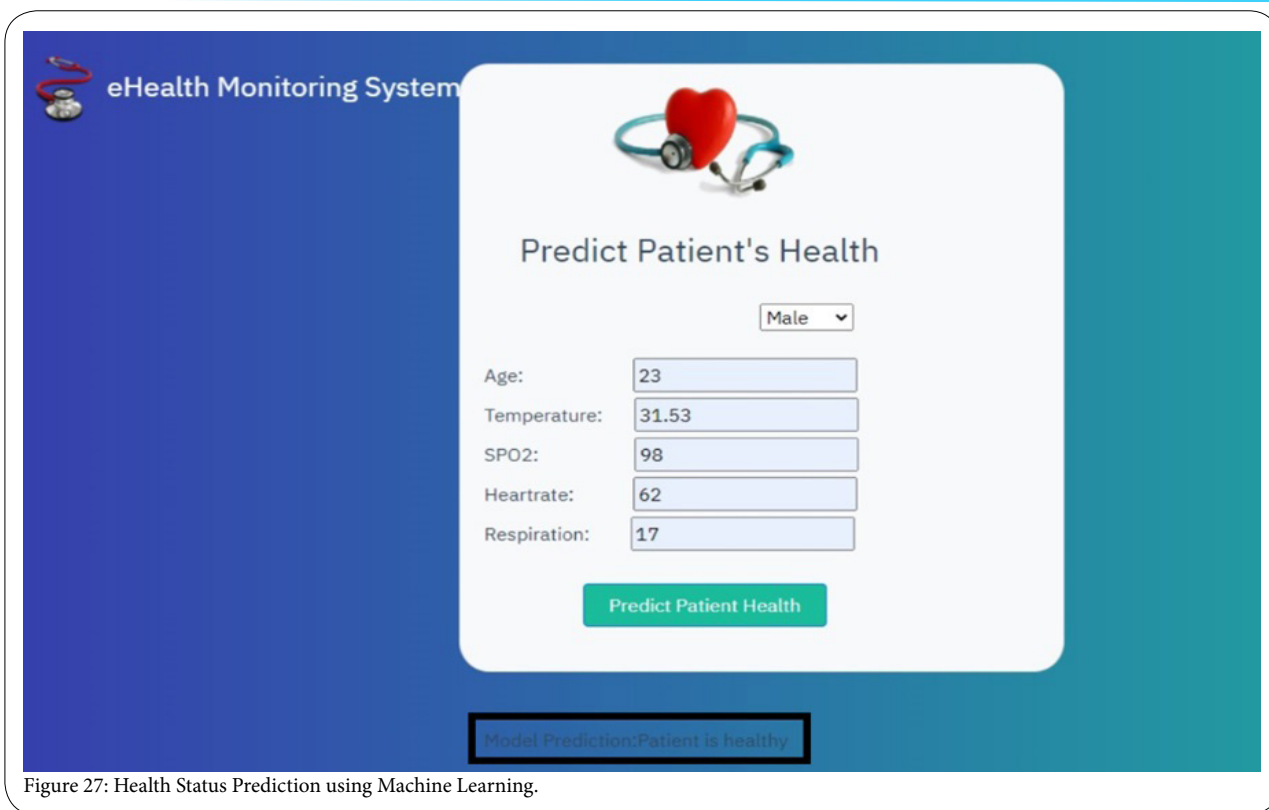 eHealth Monitoring System
Predict Patient's Health
Male
Age: 23
Temperature: 31.53
SPO2: 98
Heartrate: 62
Respiration: 17
Predict Patient Health
Model Prediction:Patient is healthy
Figure 27: Health Status Prediction using Machine Learning.